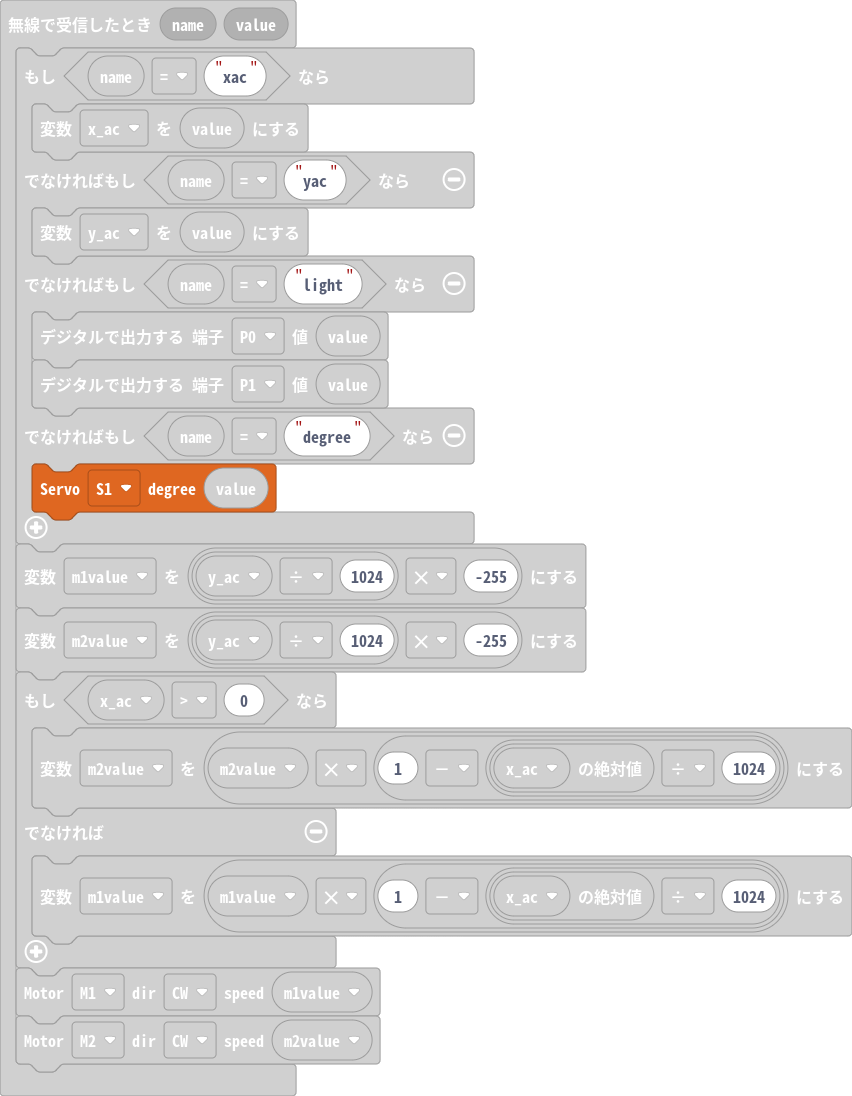 無線で受信したとき name value
もし name = "xac" なら
変数 x_ac を value にする
でなければもし name = "yac" なら
変数 y_ac を value にする
でなければもし name = "light" なら
デジタルで出力する 端子 P0 値 value
デジタルで出力する 端子 P1 値 value
でなければもし name = "degree" なら
Servo S1 degree value
変数 m1value を y_ac ÷ 1024 × -255 にする
変数 m2value を y_ac ÷ 1024 × -255 にする
もし x_ac > 0 なら
変数 m2value を m2value × 1 - x_ac の絶対値 ÷ 1024 にする
でなければ
変数 m1value を m1value × 1 - x_ac の絶対値 ÷ 1024 にする
Motor M1 dir CW speed m1value
Motor M2 dir CW speed m2value